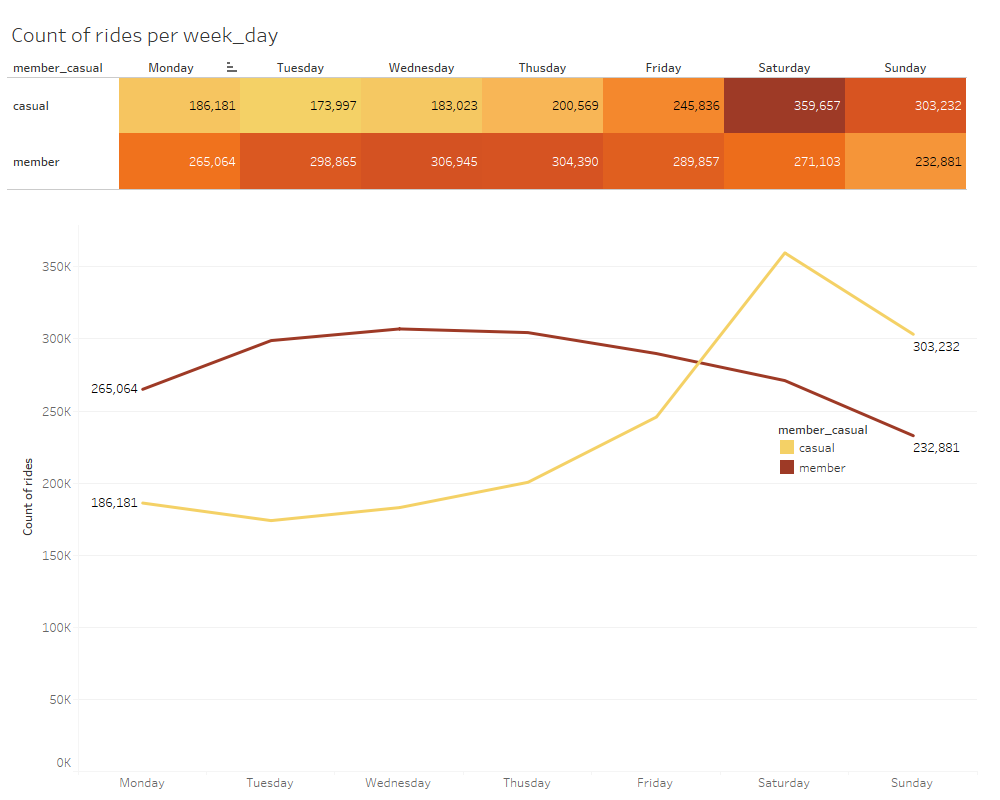 Count of rides per week_day
member_casual Monday Tuesday Wednesday Thusday Friday Saturday Sunday
casual 186,181 173,997 183,023 200,569 245,836 359,657 303,232
member 265,064 298,865 306,945 304,390 289,857 271,103 232,881
350K
300K
303,232
265,064
250K
member_casual
casual
232,881
member
200K
186,181
Count of rides
150K
100K
50K
0K
Monday Tuesday Wednesday Thusday Friday Saturday Sunday